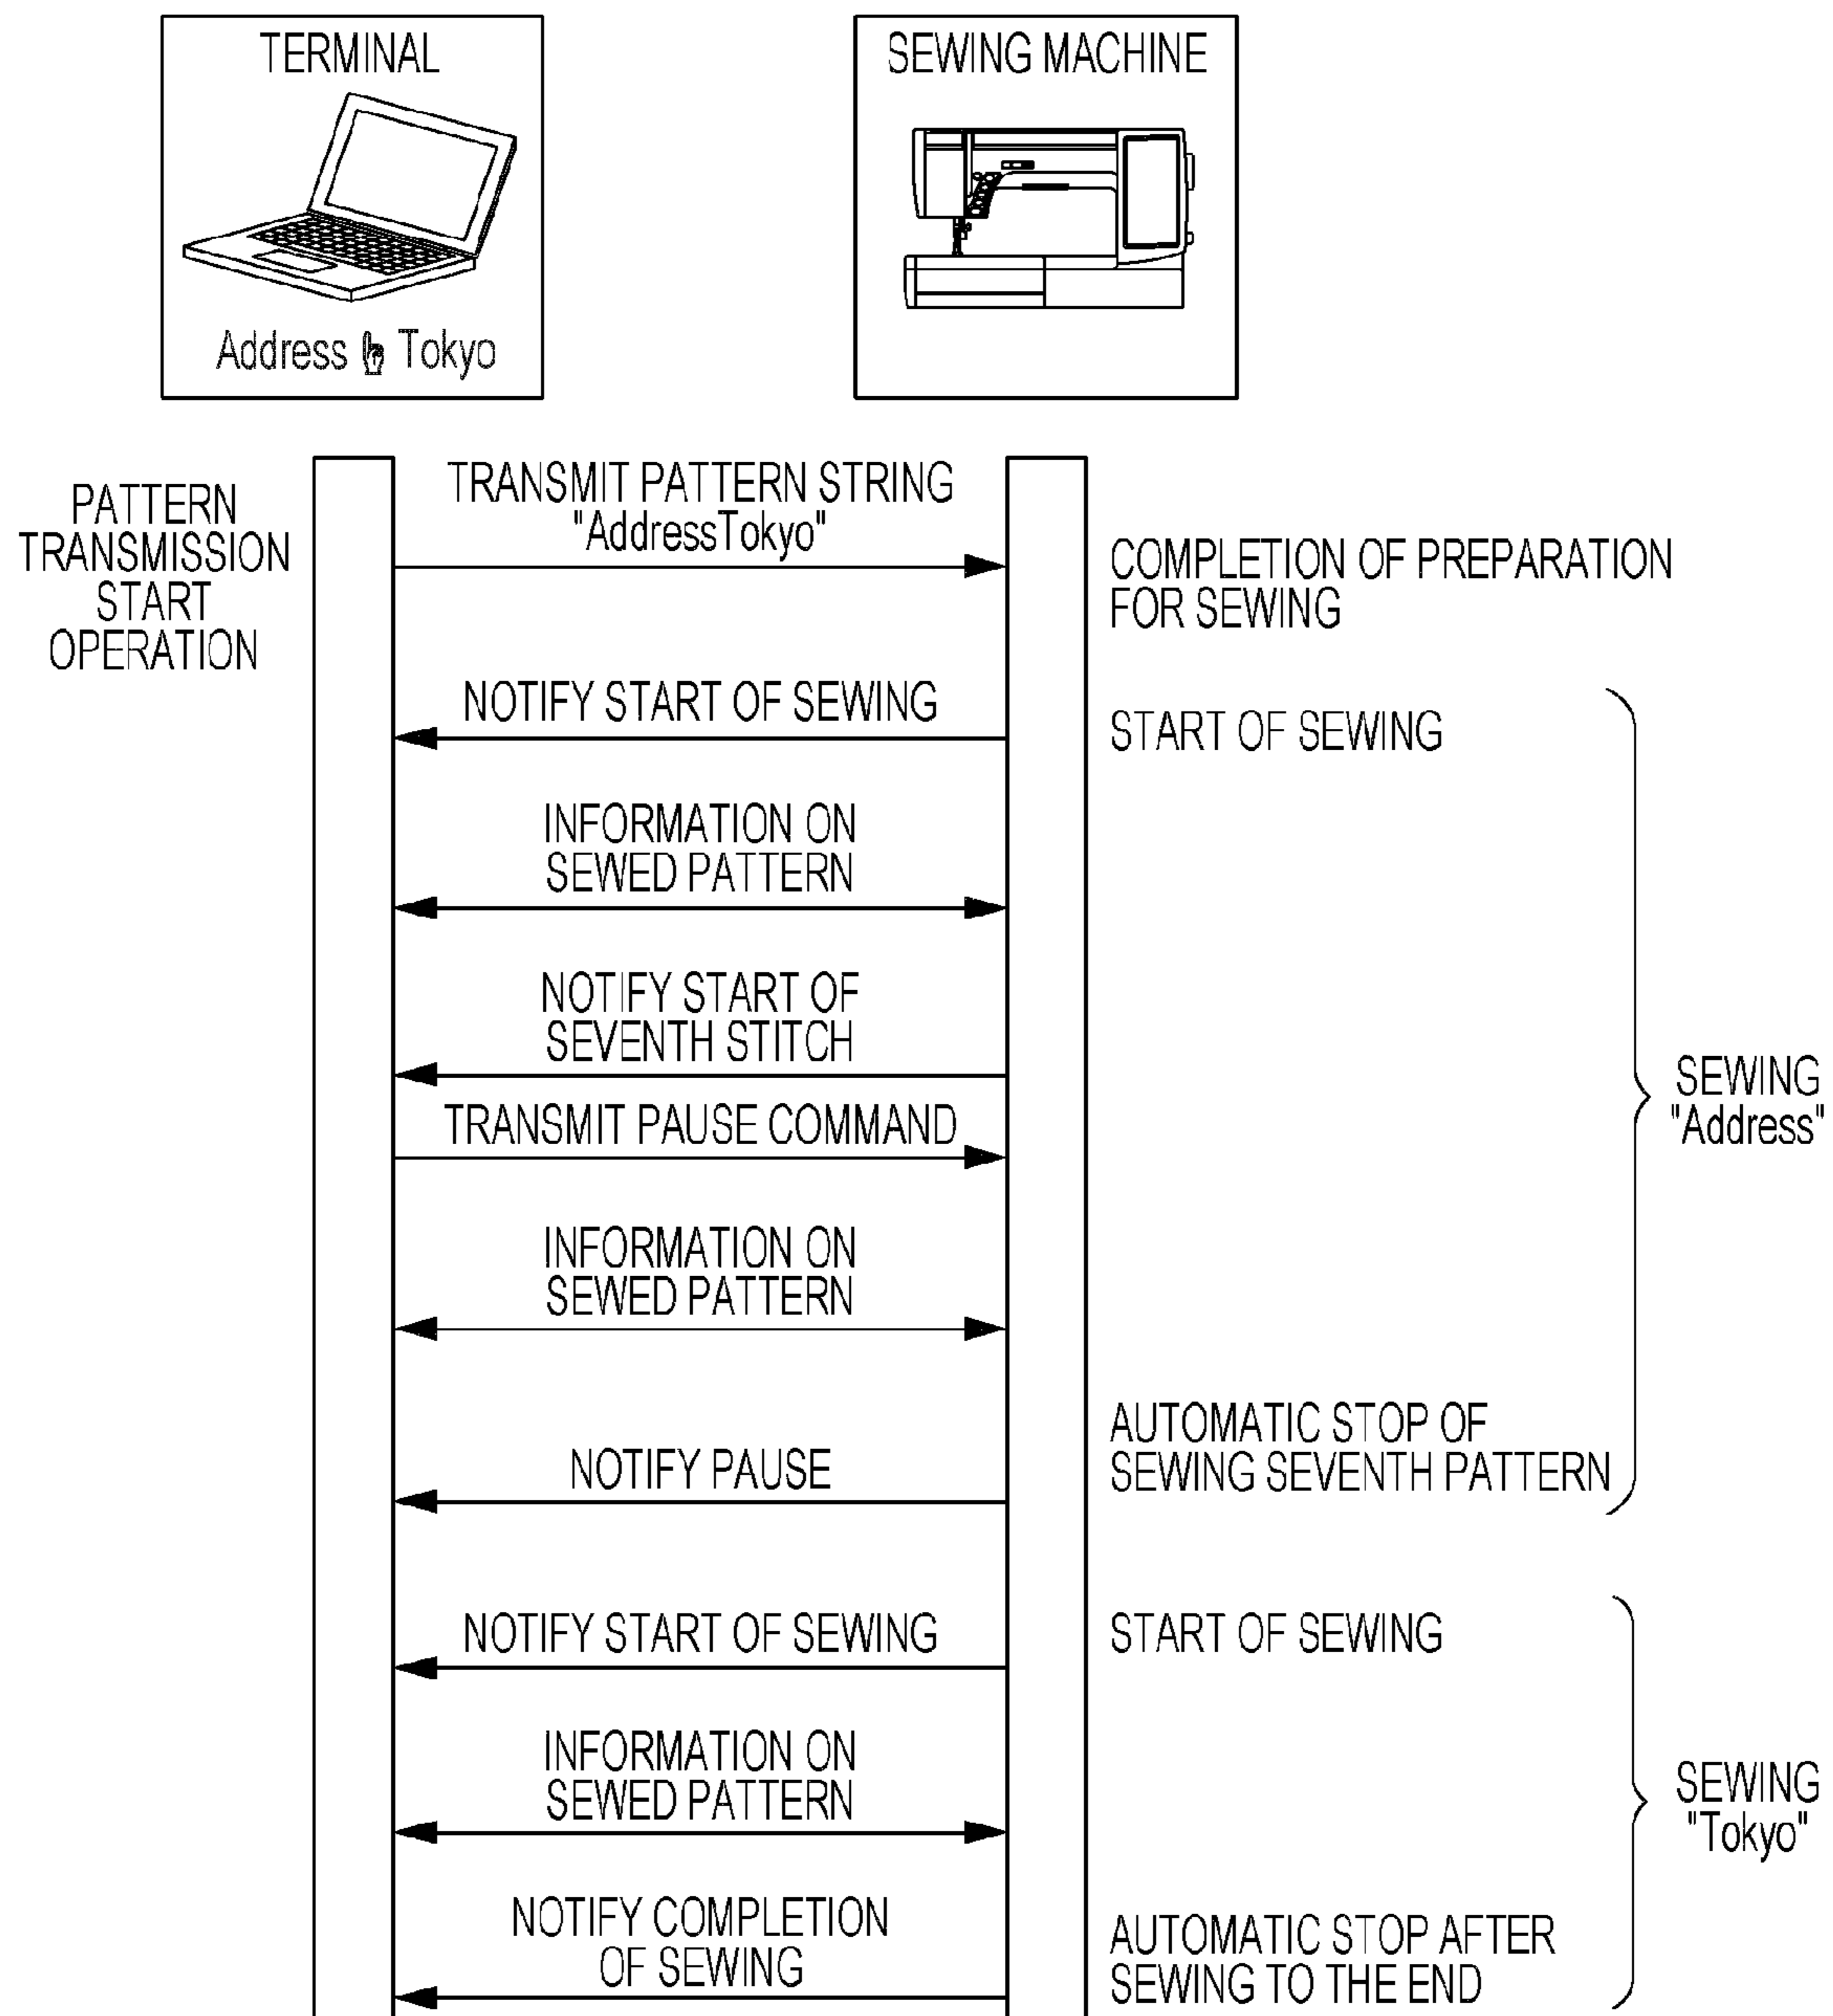 TERMINAL
Address Tokyo
SEWING MACHINE
PATTERN
TRANSMISSION
START
OPERATION
TRANSMIT PATTERN STRING
"AddressTokyo"
COMPLETION OF PREPARATION
FOR SEWING
NOTIFY START OF SEWING
START OF SEWING
INFORMATION ON
SEWED PATTERN
NOTIFY START OF
SEVENTH STITCH
TRANSMIT PAUSE COMMAND
SEWING
"Address"
INFORMATION ON
SEWED PATTERN
AUTOMATIC STOP OF
SEWING SEVENTH PATTERN
NOTIFY PAUSE
NOTIFY START OF SEWING
START OF SEWING
INFORMATION ON
SEWED PATTERN
SEWING
"Tokyo"
NOTIFY COMPLETION
OF SEWING
AUTOMATIC STOP AFTER
SEWING TO THE END